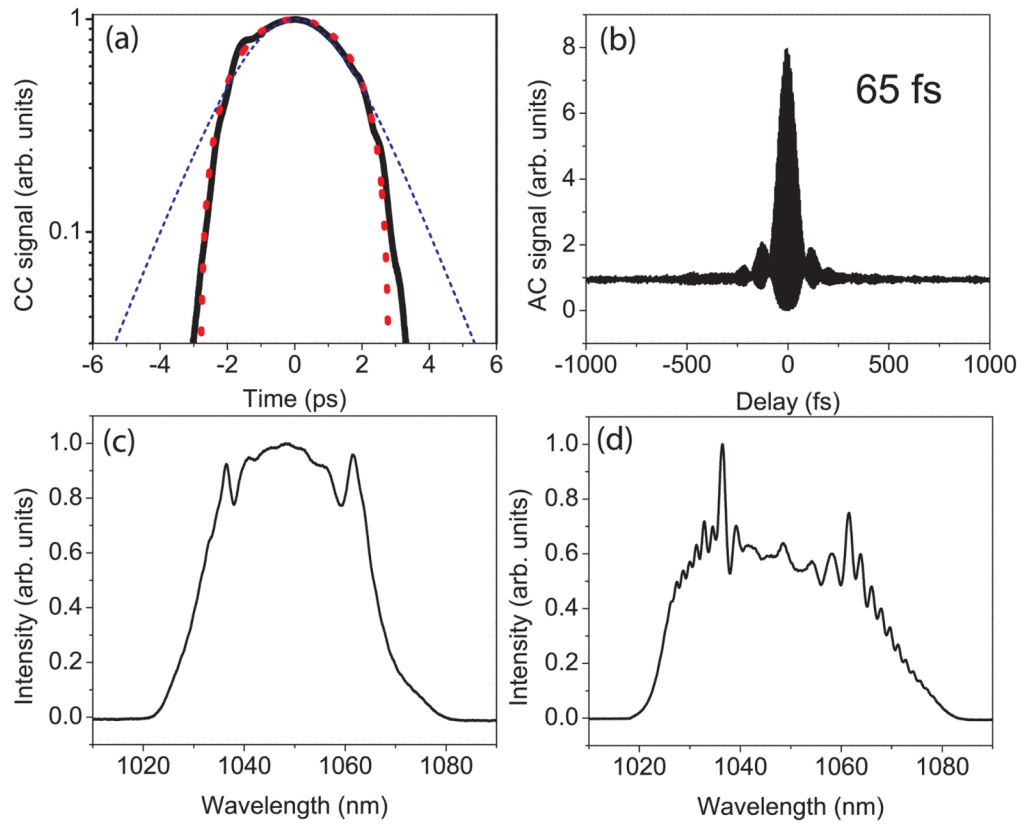 (a)
CC signal (arb. units)
1
0.1
-6 -4 -2 0 2 4 6
Time (ps)
(b)
65 fs
AC signal (arb. units)
8
6
4
2
0
-1000 -500 0 500 1000
Delay (fs)
(c)
Intensity (arb. units)
1.0
0.8
0.6
0.4
0.2
0.0
1020 1040 1060 1080
Wavelength (nm)
(d)
Intensity (arb. units)
1.0
0.8
0.6
0.4
0.2
0.0
1020 1040 1060 1080
Wavelength (nm)